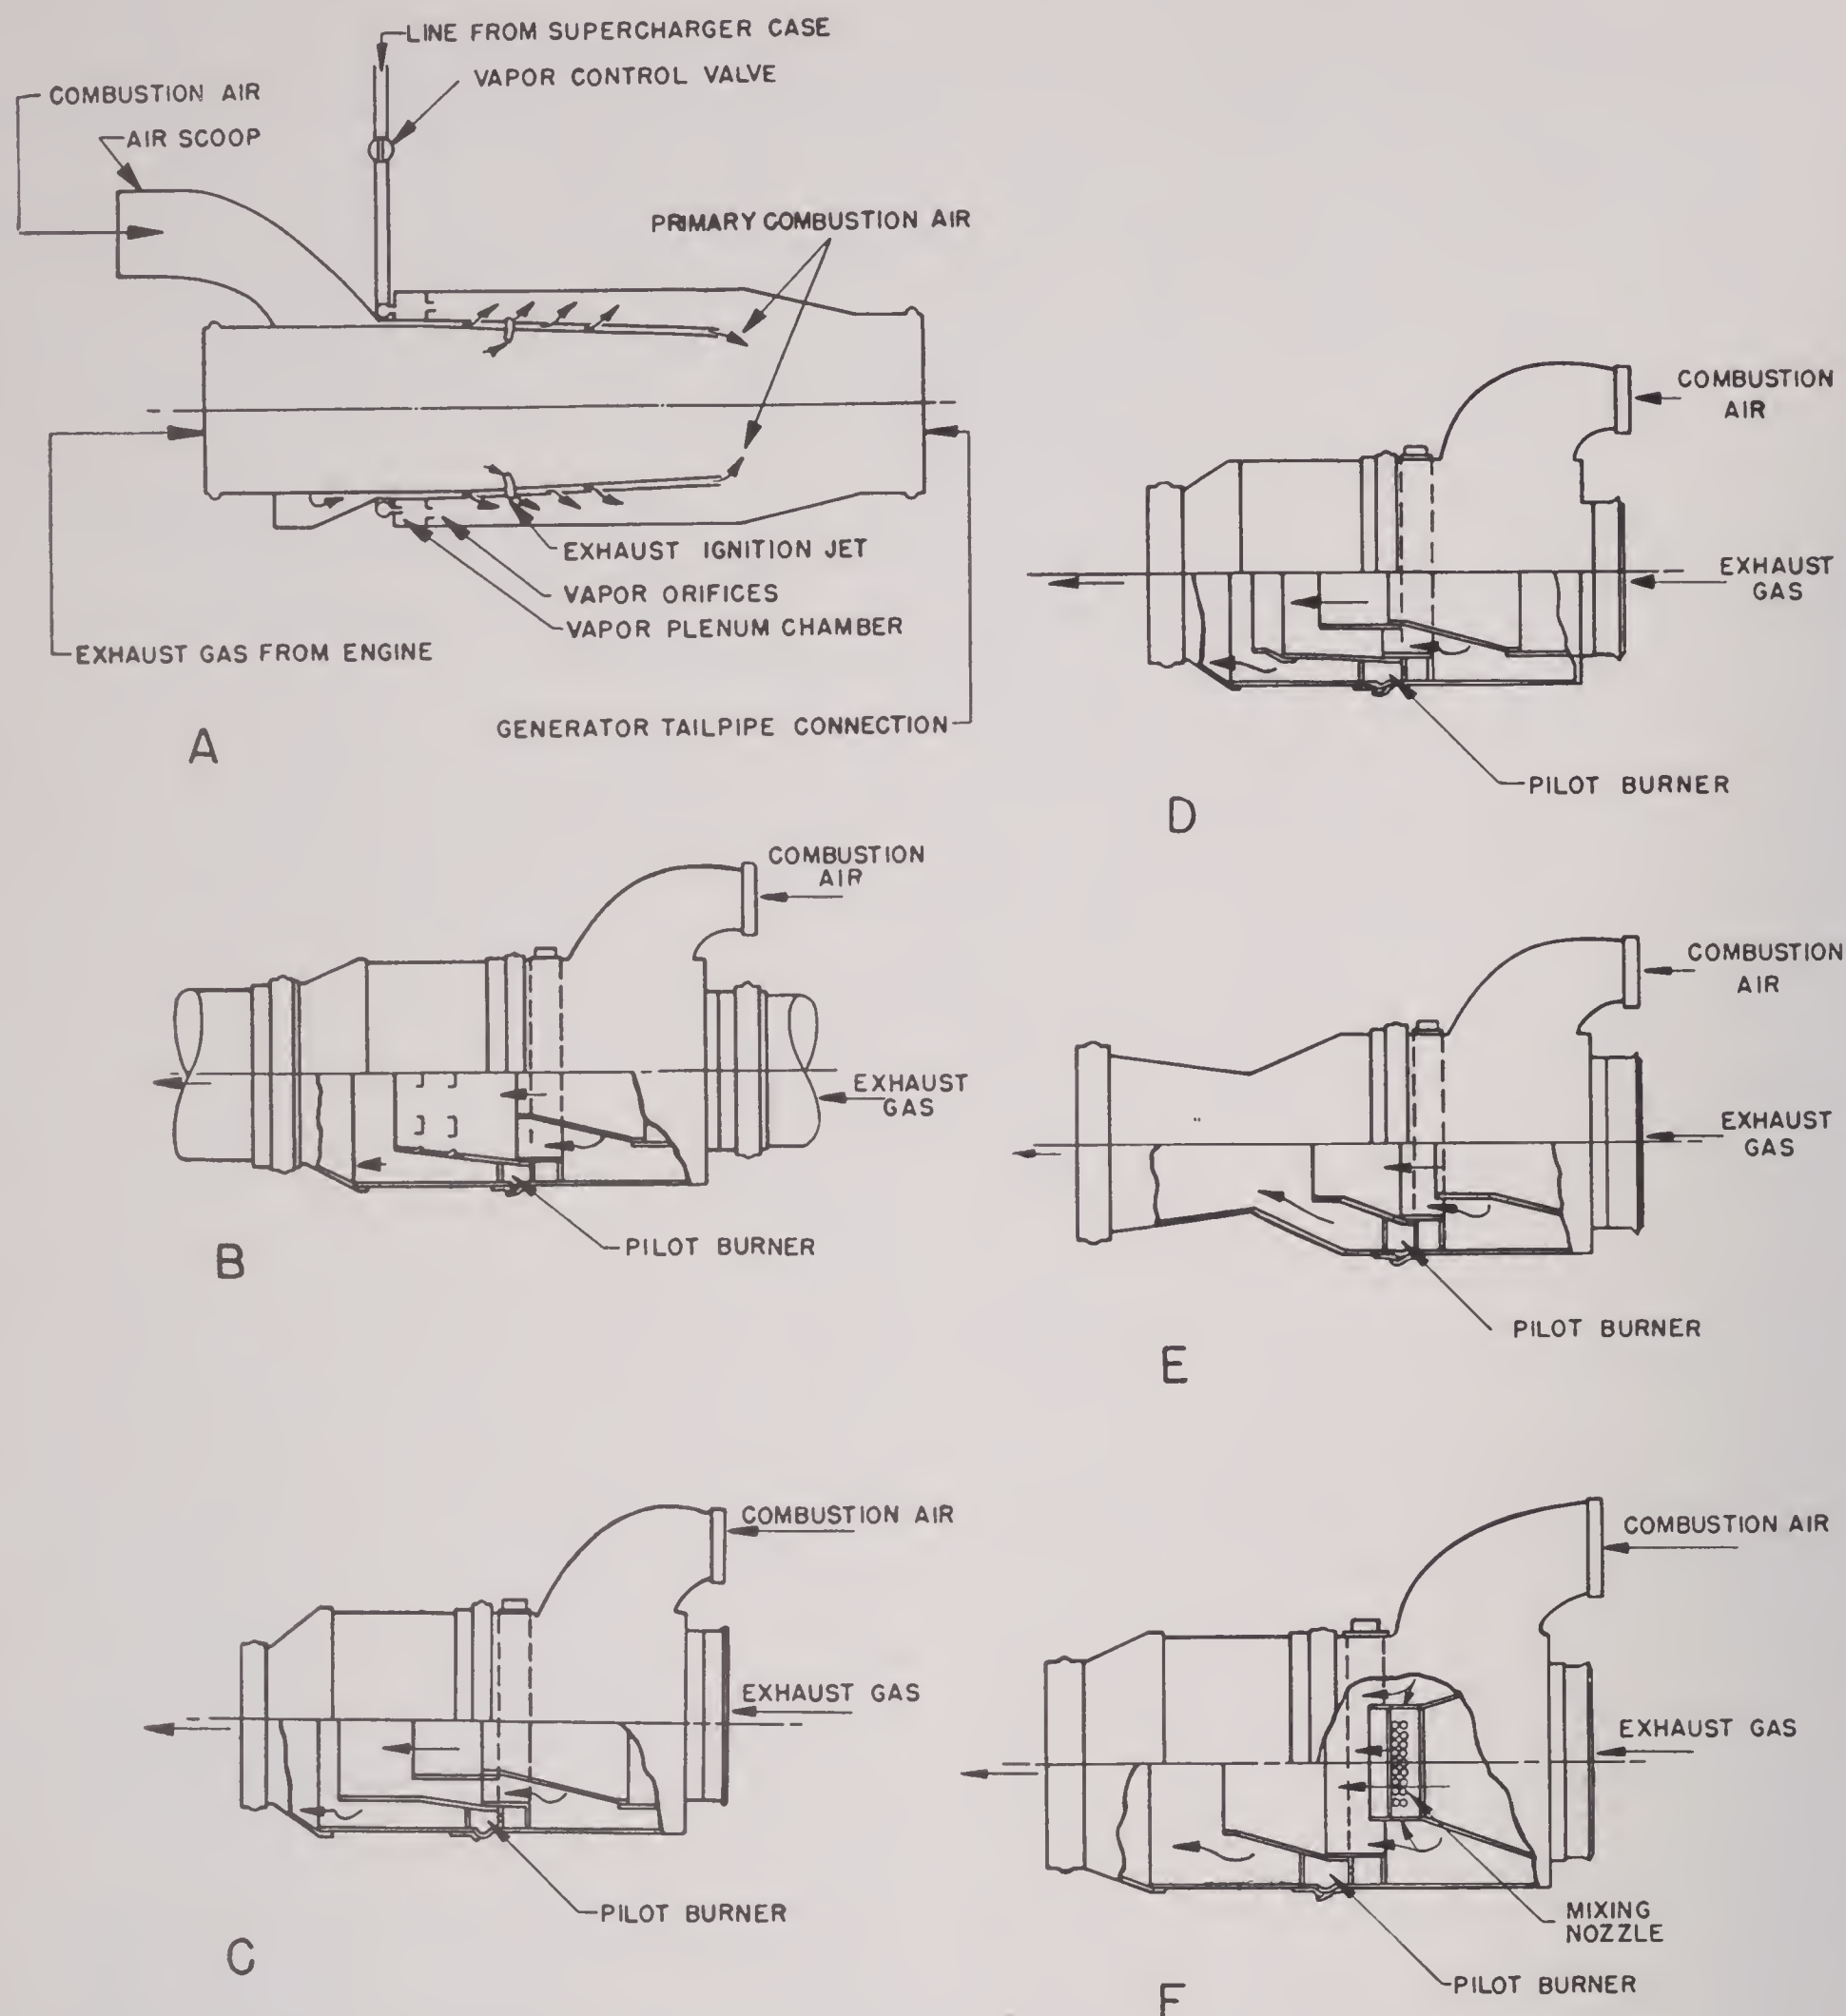 LINE FROM SUPERCHARGER CASE
VAPOR CONTROL VALVE
COMBUSTION AIR
AIR SCOOP
PRIMARY COMBUSTION AIR
EXHAUST IGNITION JET
VAPOR ORIFICES
VAPOR PLENUM CHAMBER
EXHAUST GAS FROM ENGINE
GENERATOR TAILPIPE CONNECTION
A
COMBUSTION
AIR
EXHAUST
GAS
PILOT BURNER
D
COMBUSTION
AIR
EXHAUST
GAS
PILOT BURNER
B
COMBUSTION
AIR
EXHAUST
GAS
PILOT BURNER
E
COMBUSTION AIR
EXHAUST GAS
PILOT BURNER
C
COMBUSTION AIR
EXHAUST GAS
MIXING
NOZZLE
PILOT BURNER
F